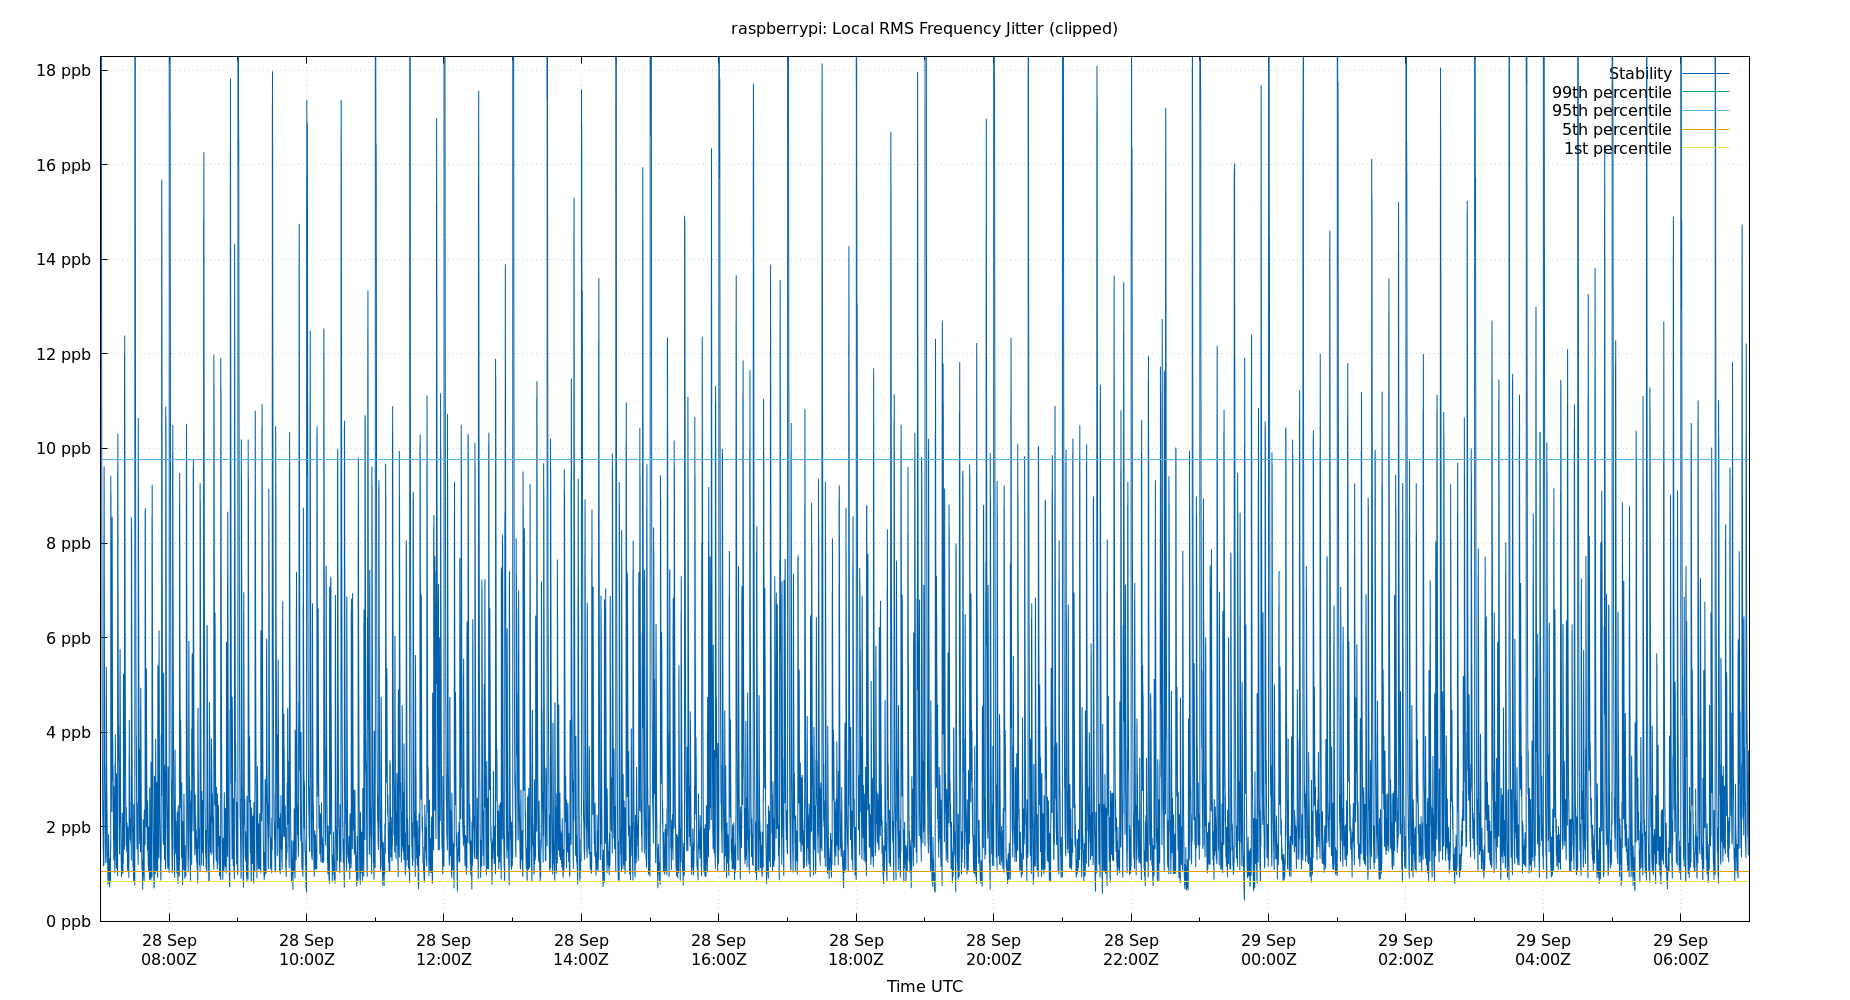 raspberrypi: Local RMS Frequency Jitter (clipped)
18 ppb
16 ppb
14 ppb
12 ppb
10 ppb
8 ppb
6 ppb
4 ppb
2 ppb
0 ppb
Stability
99th percentile
95th percentile
5th percentile
1st percentile
28 Sep 28 Sep 28 Sep 28 Sep 28 Sep 28 Sep 28 Sep 28 Sep 29 Sep 29 Sep 29 Sep 29 Sep
08:00Z 10:00Z 12:00Z 14:00Z 16:00Z 18:00Z 20:00Z 22:00Z 00:00Z 02:00Z 04:00Z 06:00Z
Time UTC